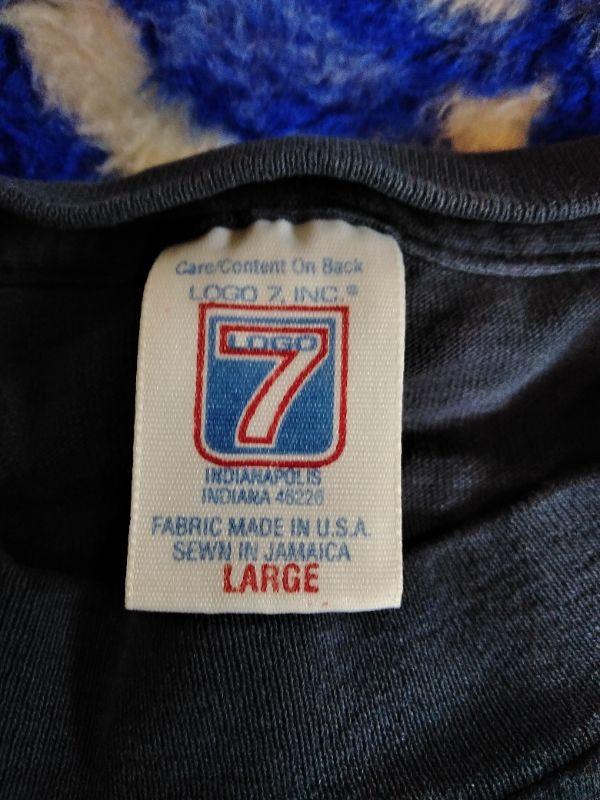 Care/Content On Back
LOGO 7, INC.®
LOGO
7
INDIANAPOLIS
INDIANA 46226
FABRIC MADE IN U.S.A.
SEWN IN JAMAICA
LARGE